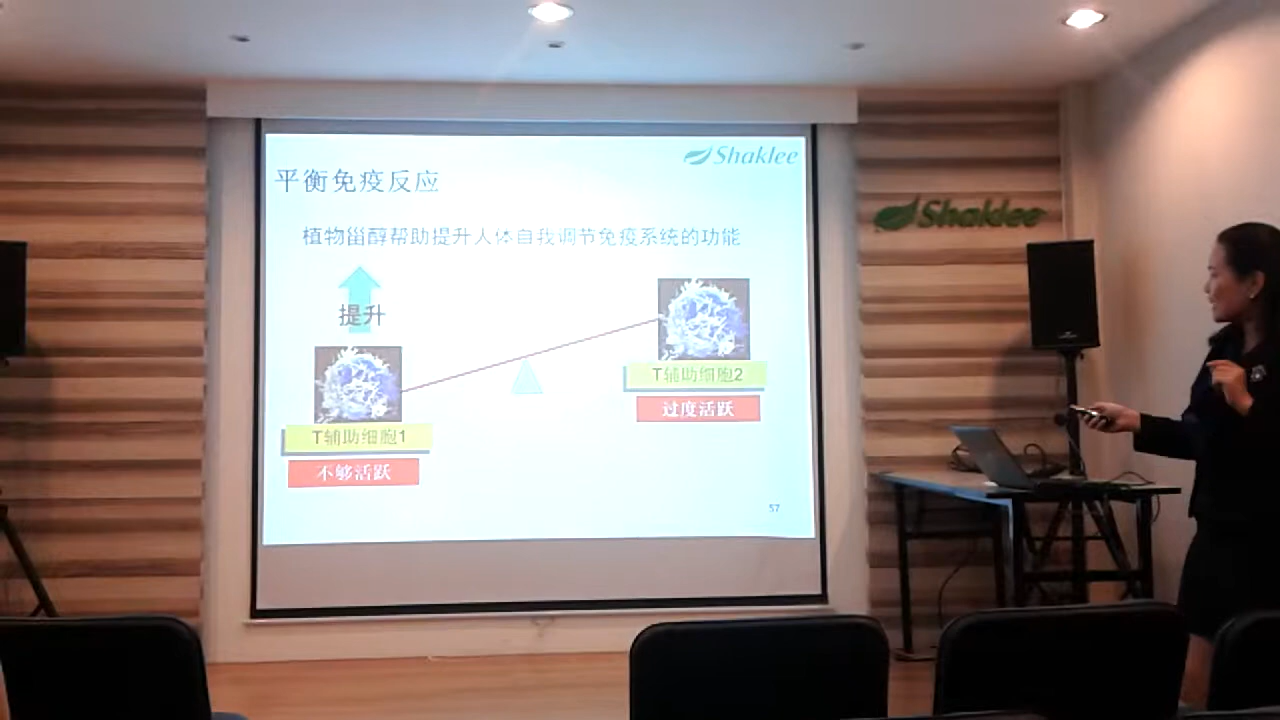 Shaklee
平衡免疫反应
植物甾醇帮助提升人体自我调节免疫系统的功能
提升
T辅助细胞2
过度活跃
T辅助细胞1
不够活跃
57
Shaklee